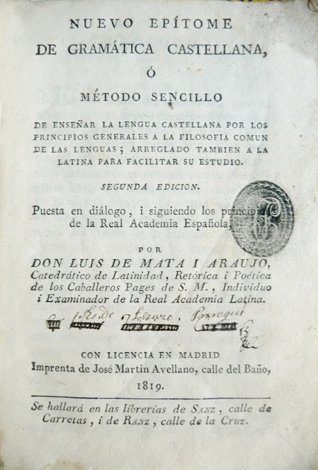 NUEVO EPÍTOME
DE GRAMÁTICA CASTELLANA,
Ó
MÉTODO SENCILLO
DE ENSEÑAR LA LENGUA CASTELLANA POR LOS
PRINCIPIOS GENERALES A LA FILOSOFIA COMUN
DE LAS LENGUAS; ARREGLADO TAMBIEN A LA
LATINA PARA FACILITAR SU ESTUDIO.
SEGUNDA EDICION.
Puesta en diálogo, i siguiendo los principios
de la Real Academia Española,
POR
DON LUIS DE MATA I ARAUJO,
Catedrático de Latinidad, Retórica i Poética
de los Caballeros Pages de S. M., Individuo
i Examinador de la Real Academia Latina.
CON LICENCIA EN MADRID
Imprenta de José Martin Avellano, calle del Baño,
1819.
Se hallará en las librerías de SANZ, calle de
Carretas, i de RANZ, calle de la Cruz.